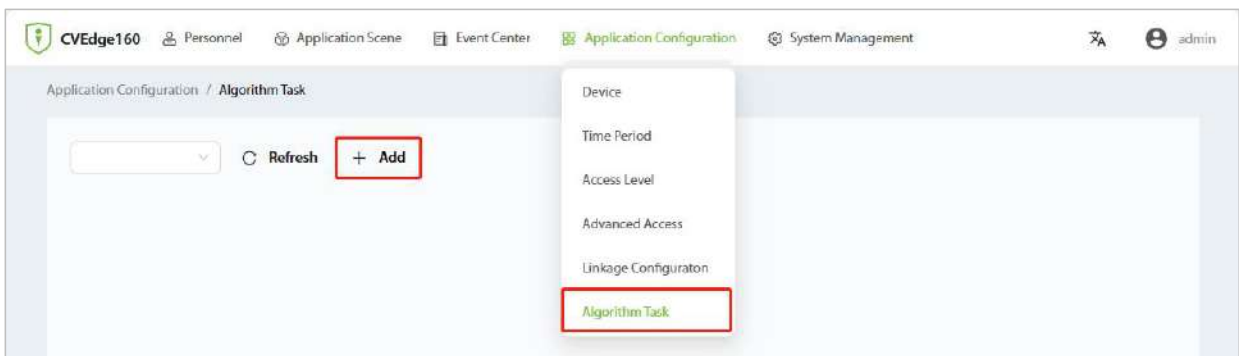 CVEdge160 Personnel Application Scene Event Center Application Configuration System Management admin
Application Configuration / Algorithm Task
Refresh + Add
Device
Time Period
Access Level
Advanced Access
Linkage Configuraton
Algorithm Task